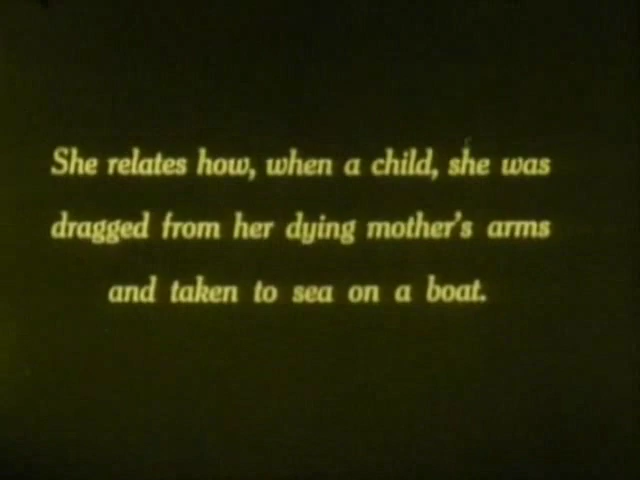 She relates how, when a child, she was
dragged from her dying mother's arms
and taken to sea on a boat.